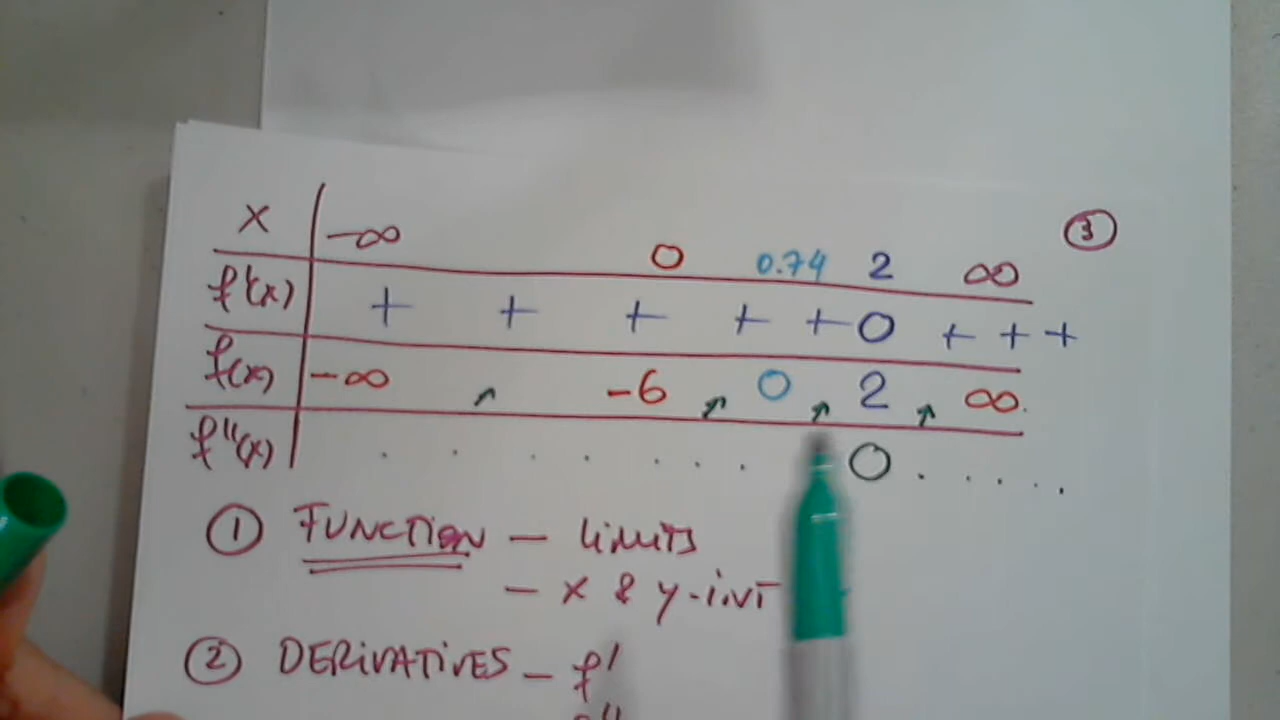 ③
x -∞ 0 0.74 2 ∞
f'(x) + + + + + 0 + + +
f(x) -∞ ↗ -6 ↗ 0 ↗ 2 ↗ ∞.
f''(x) . . . . . . . 0 . . . . .
① FUNCTION - limits
- x & y-int
② DERIVATIVES - f'